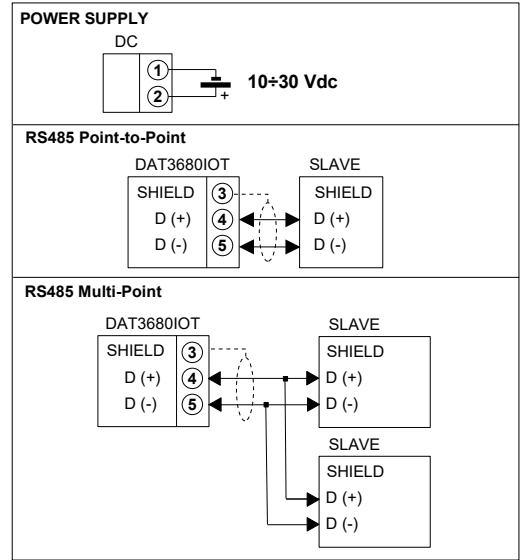 POWER SUPPLY
DC
1
2
+
10÷30 Vdc
RS485 Point-to-Point
DAT3680IOT SLAVE
SHIELD 3 SHIELD
D (+) 4 D (+)
D (-) 5 D (-)
RS485 Multi-Point
DAT3680IOT SLAVE
SHIELD 3 SHIELD
D (+) 4 D (+)
D (-) 5 D (-)
SLAVE
SHIELD
D (+)
D (-)